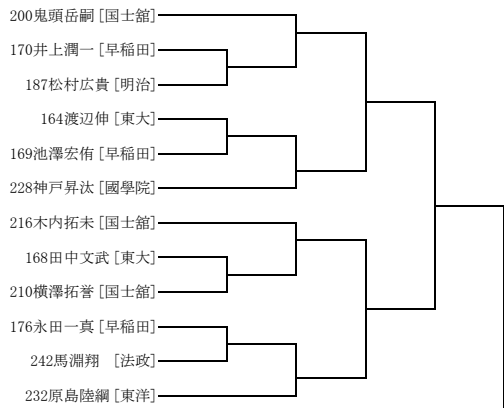 200鬼頭岳嗣[国士舘]
170井上潤一[早稲田]
187松村広貴[明治]
164渡辺伸[東大]
169池澤宏侑[早稲田]
228神戸昇汰[國學院]
216木内拓未[国士舘]
168田中文武[東大]
210横澤拓誉[国士舘]
176永田一真[早稲田]
242馬淵翔　[法政]
232原島陸綱[東洋]